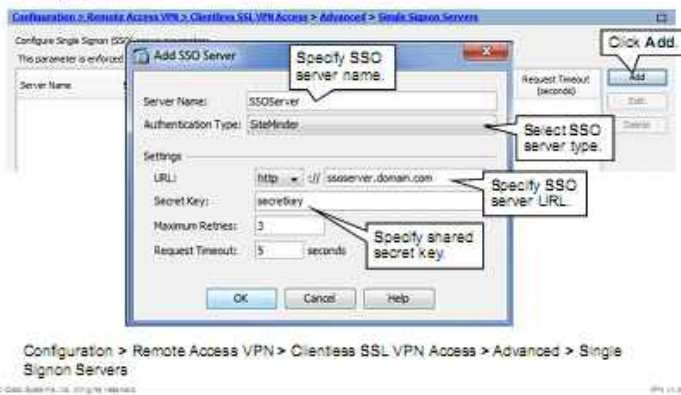 Configuration > Remote Access VPN > Clientless SSL VPN Access > Advanced > Single Signon Servers
Configure Single Signon (SSO)
This parameter is enforced
Click Add.
Add SSO Server
Specify SSO
server name.
Server Name
Request Timeout
(seconds)
Add
Edit
Delete
Server Name: SSOServer
Authentication Type: SiteMinder
Select SSO
server type.
Settings
URL: http :// ssoserver.domain.com
Specify SSO
server URL.
Secret Key: secretkey
Maximum Retries: 3
Specify shared
secret key.
Request Timeout: 5 seconds
OK Cancel Help
Configuration > Remote Access VPN > Clientless SSL VPN Access > Advanced > Single
Signon Servers